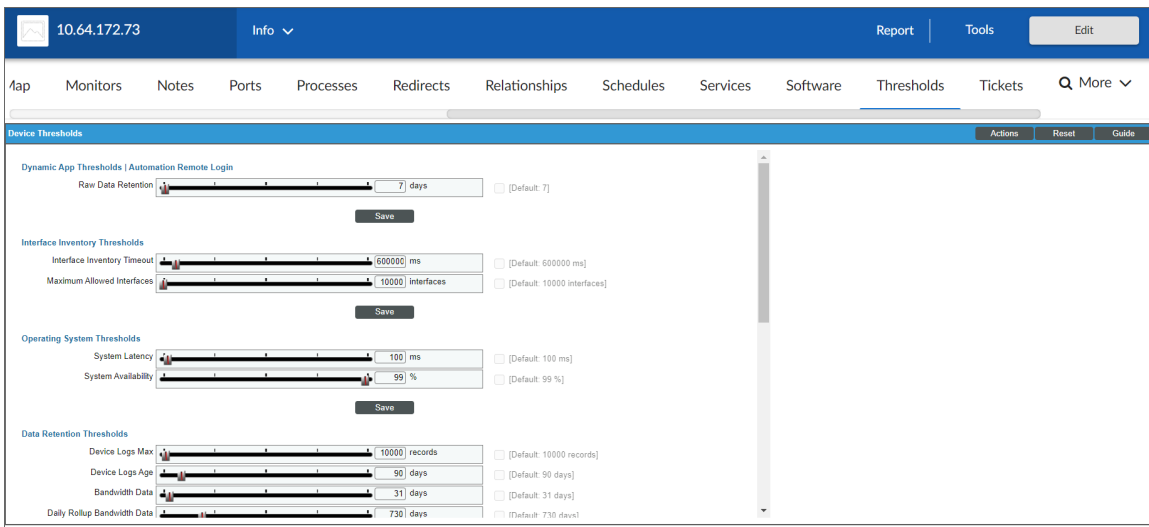 10.64.172.73 Info Report Tools Edit
Map Monitors Notes Ports Processes Redirects Relationships Schedules Services Software Thresholds Tickets More
Device Thresholds Actions Reset Guide
Dynamic App Thresholds | Automation Remote Login
Raw Data Retention 7 days [Default: 7]
Save
Interface Inventory Thresholds
Interface Inventory Timeout 600000 ms [Default: 600000 ms]
Maximum Allowed Interfaces 10000 interfaces [Default: 10000 interfaces]
Save
Operating System Thresholds
System Latency 100 ms [Default: 100 ms]
System Availability 99 % [Default: 99 %]
Save
Data Retention Thresholds
Device Logs Max 10000 records [Default: 10000 records]
Device Logs Age 90 days [Default: 90 days]
Bandwidth Data 31 days [Default: 31 days]
Daily Rollup Bandwidth Data 730 days [Default: 730 days]